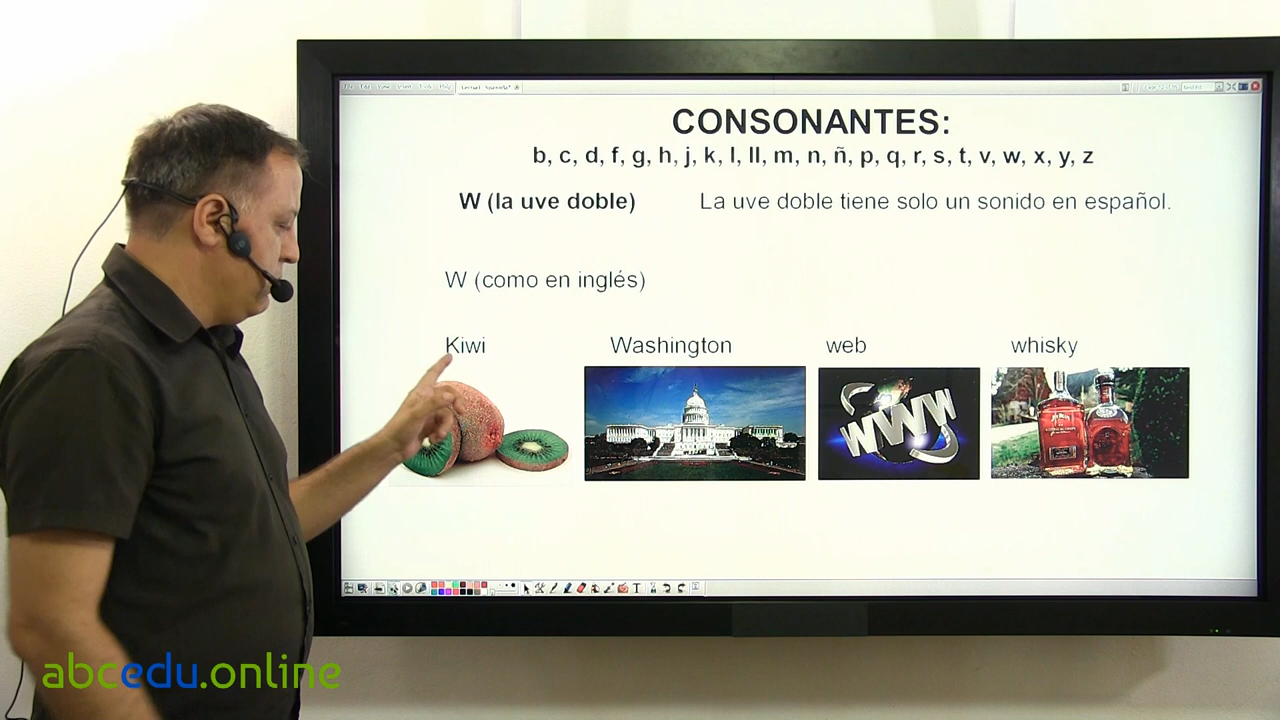 CONSONANTES:
b, c, d, f, g, h, j, k, l, ll, m, n, ñ, p, q, r, s, t, v, w, x, y, z
W (la uve doble) La uve doble tiene solo un sonido en español.
W (como en inglés)
Kiwi Washington web whisky
WWW
abcedu.online